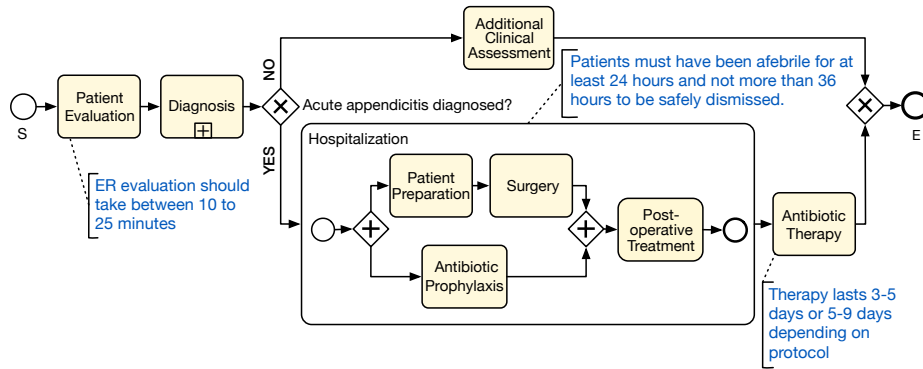 Additional
Clinical
Assessment
NO
Patients must have been afebrile for at
least 24 hours and not more than 36
hours to be safely dismissed.
Patient
Evaluation
Diagnosis
Acute appendicitis diagnosed?
S
E
YES
Hospitalization
ER evaluation should
take between 10 to
25 minutes
Patient
Preparation
Surgery
Post-
operative
Treatment
Antibiotic
Therapy
Antibiotic
Prophylaxis
Therapy lasts 3-5
days or 5-9 days
depending on
protocol